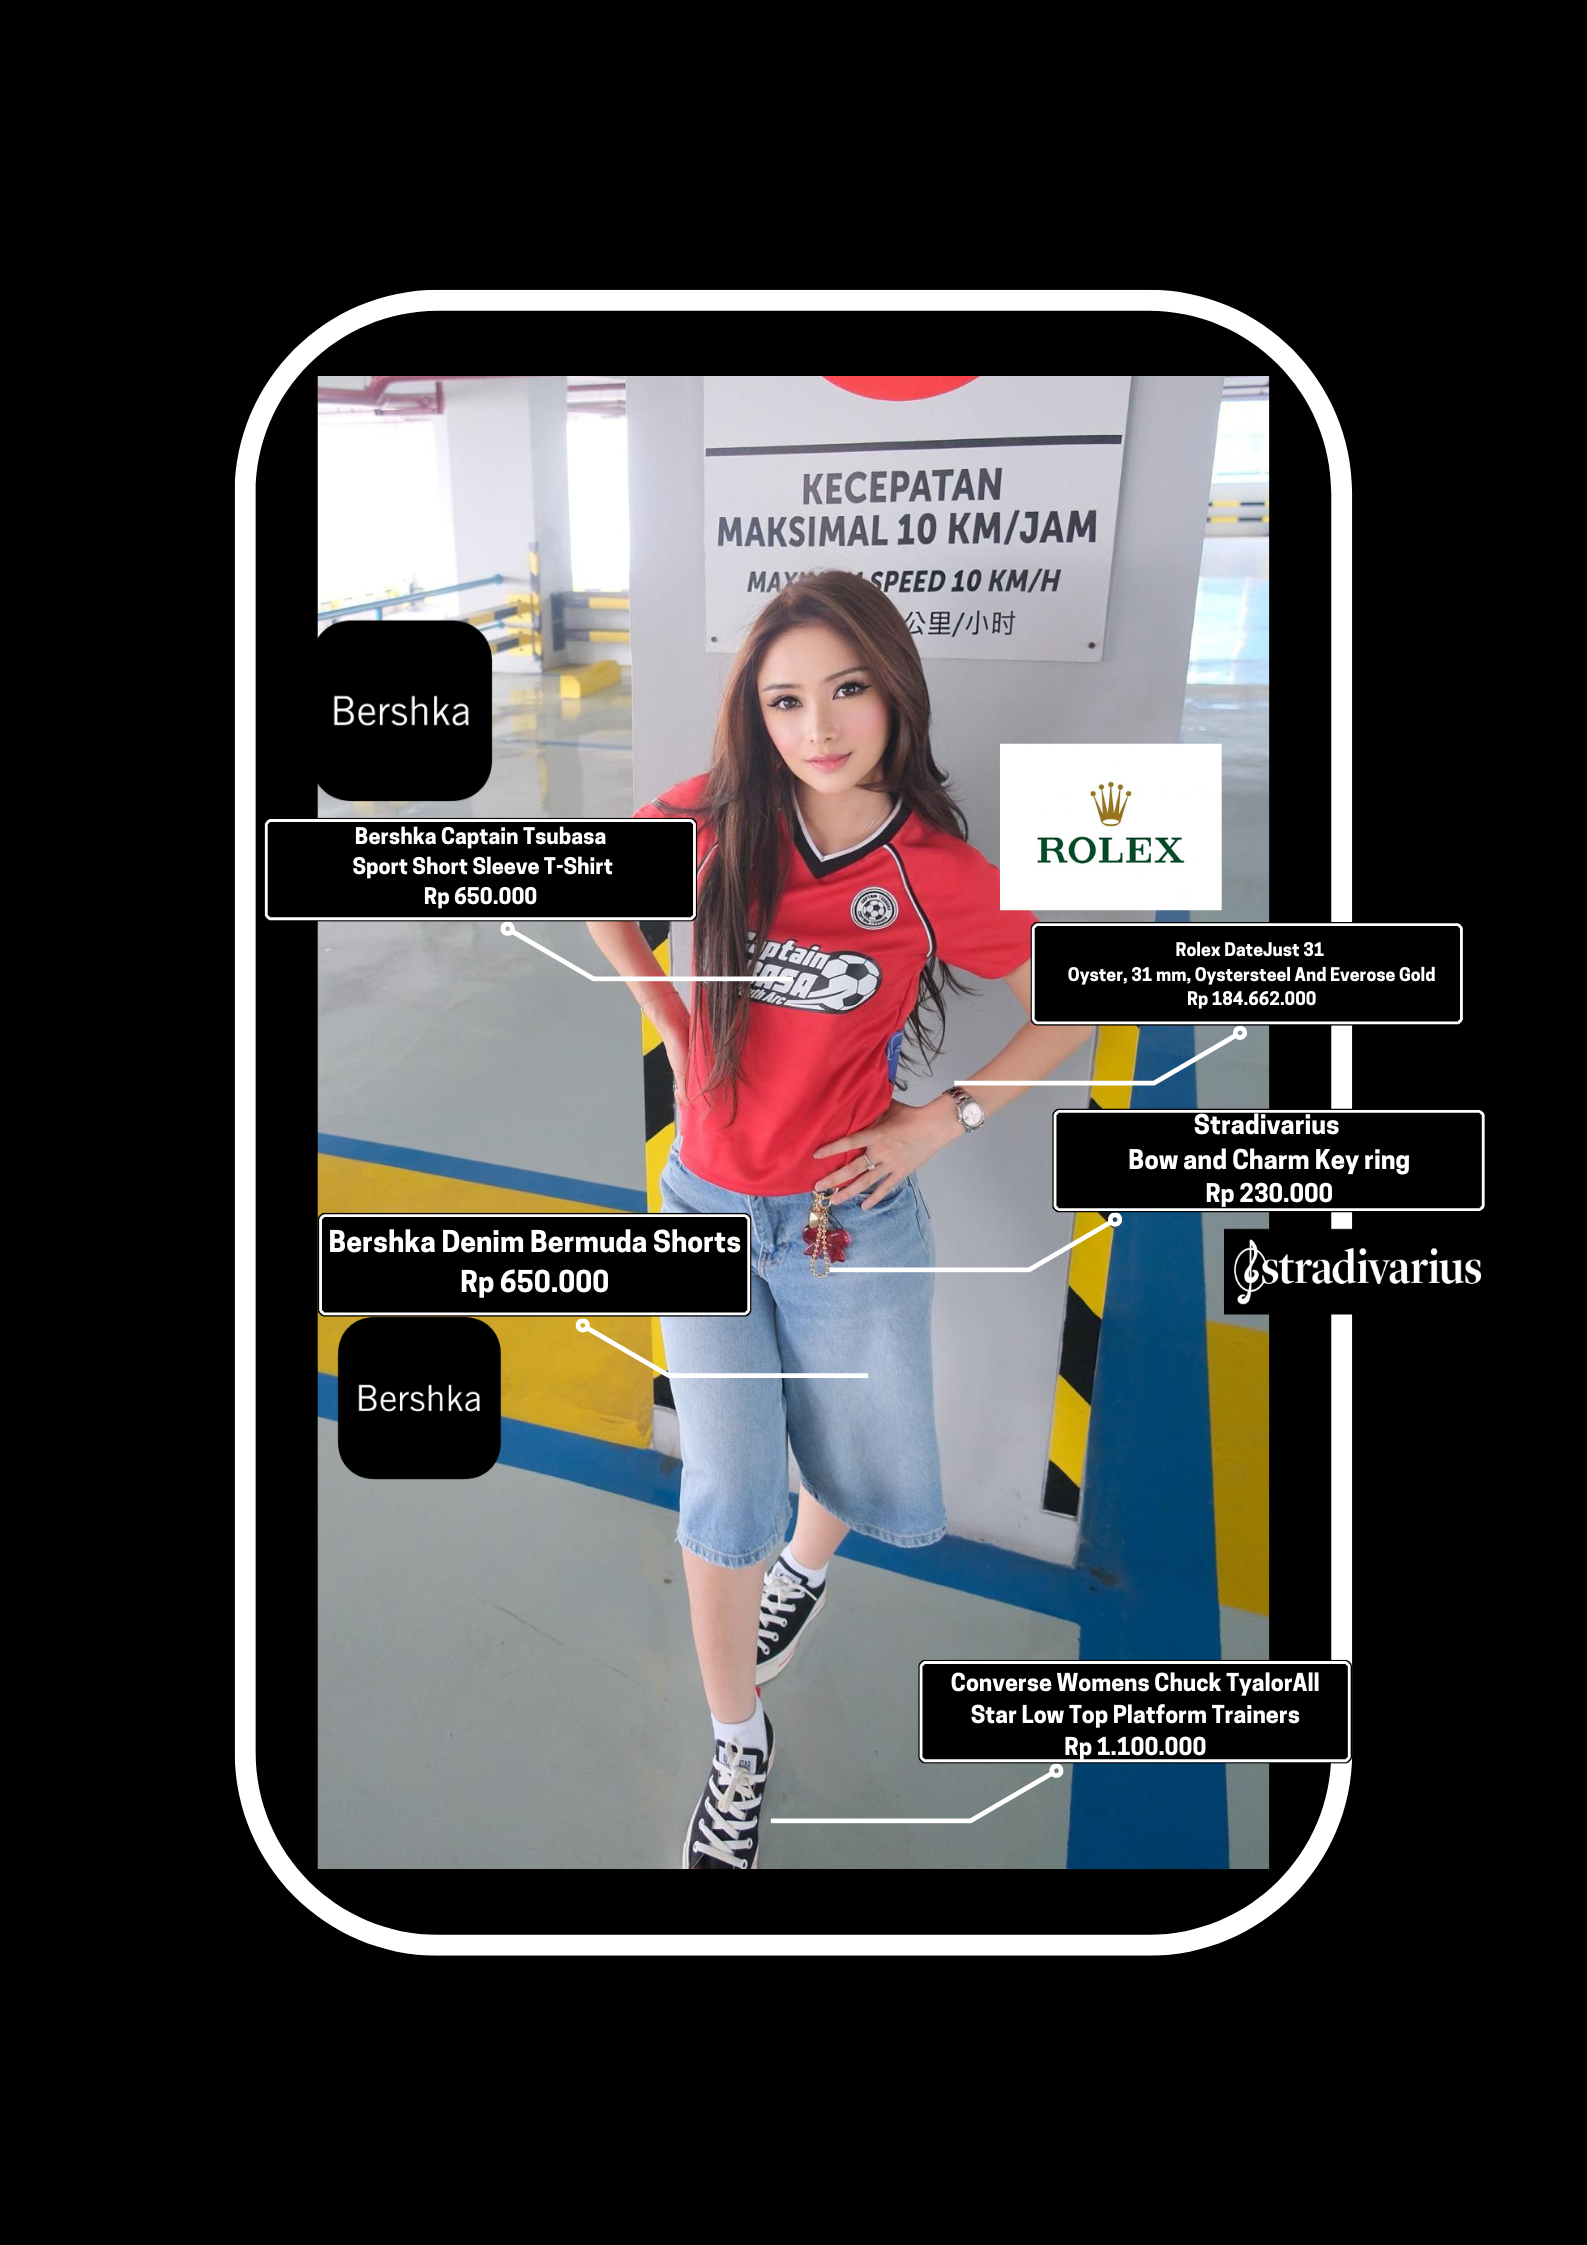 KECEPATAN
MAKSIMAL 10 KM/JAM
SPEED 10 KM/H
公里/小时
Bershka
ROLEX
Bershka Captain Tsubasa
Sport Short Sleeve T-Shirt
Rp 650.000
Rolex DateJust 31
Oyster, 31 mm, Oystersteel And Everose Gold
Rp 184.662.000
Stradivarius
Bow and Charm Key ring
Rp 230.000
stradivarius
Bershka Denim Bermuda Shorts
Rp 650.000
Bershka
Converse Womens Chuck TyalorAll
Star Low Top Platform Trainers
Rp 1.100.000